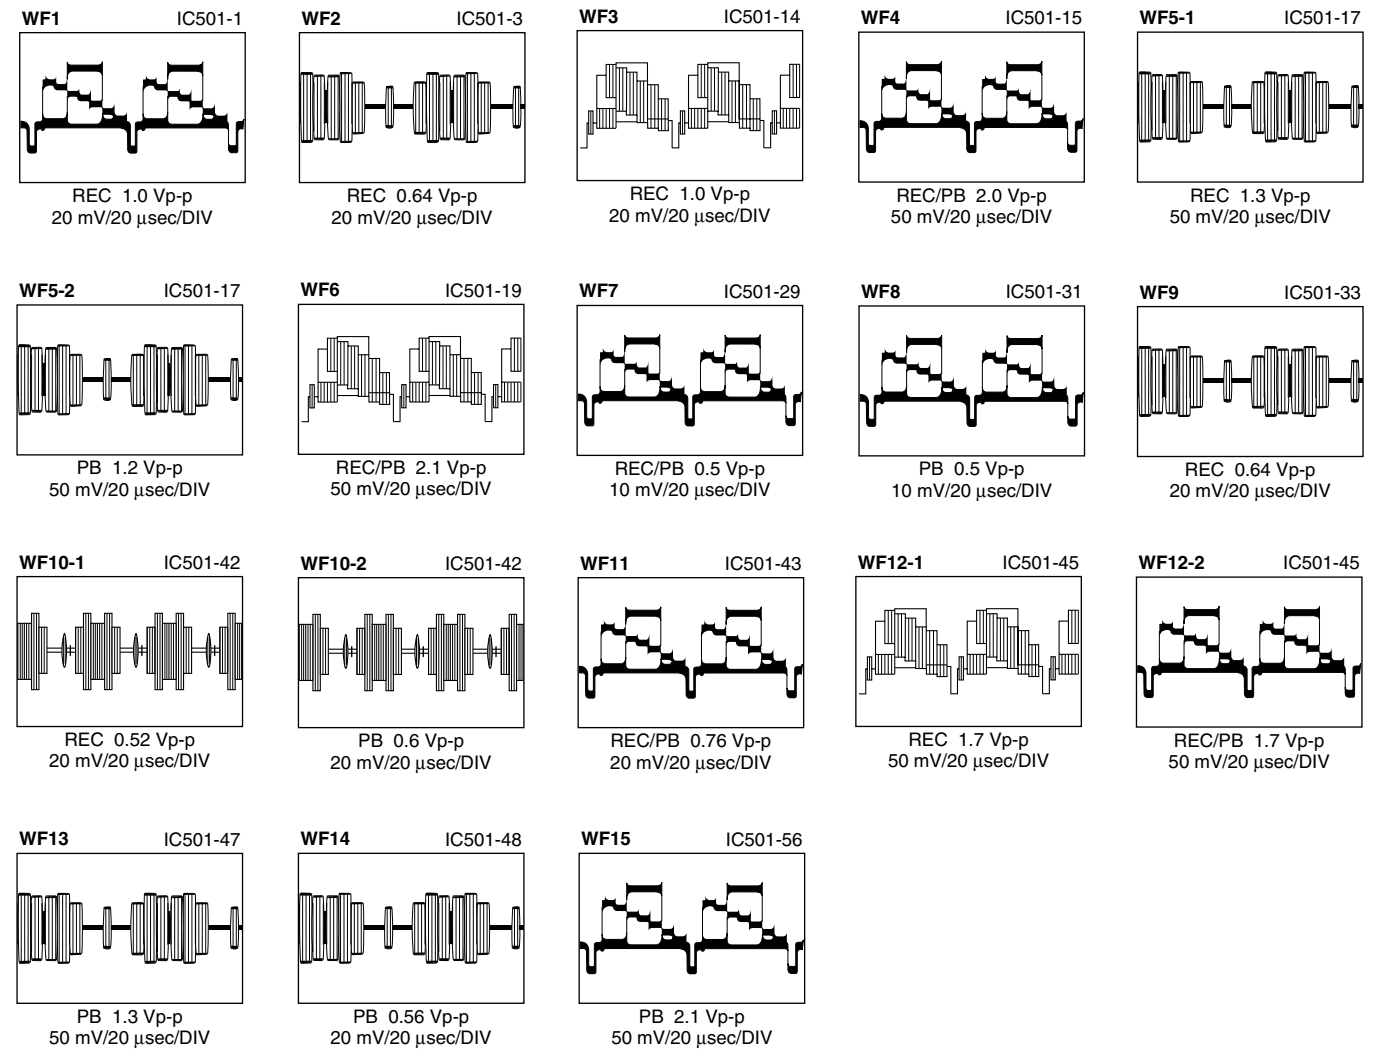 WF1 IC501-1
REC 1.0 Vp-p
20 mV/20 μsec/DIV
WF2 IC501-3
REC 0.64 Vp-p
20 mV/20 μsec/DIV
WF3 IC501-14
REC 1.0 Vp-p
20 mV/20 μsec/DIV
WF4 IC501-15
REC/PB 2.0 Vp-p
50 mV/20 μsec/DIV
WF5-1 IC501-17
REC 1.3 Vp-p
50 mV/20 μsec/DIV
WF5-2 IC501-17
PB 1.2 Vp-p
50 mV/20 μsec/DIV
WF6 IC501-19
REC/PB 2.1 Vp-p
50 mV/20 μsec/DIV
WF7 IC501-29
REC/PB 0.5 Vp-p
10 mV/20 μsec/DIV
WF8 IC501-31
PB 0.5 Vp-p
10 mV/20 μsec/DIV
WF9 IC501-33
REC 0.64 Vp-p
20 mV/20 μsec/DIV
WF10-1 IC501-42
REC 0.52 Vp-p
20 mV/20 μsec/DIV
WF10-2 IC501-42
PB 0.6 Vp-p
20 mV/20 μsec/DIV
WF11 IC501-43
REC/PB 0.76 Vp-p
20 mV/20 μsec/DIV
WF12-1 IC501-45
REC 1.7 Vp-p
50 mV/20 μsec/DIV
WF12-2 IC501-45
REC/PB 1.7 Vp-p
50 mV/20 μsec/DIV
WF13 IC501-47
PB 1.3 Vp-p
50 mV/20 μsec/DIV
WF14 IC501-48
PB 0.56 Vp-p
20 mV/20 μsec/DIV
WF15 IC501-56
PB 2.1 Vp-p
50 mV/20 μsec/DIV